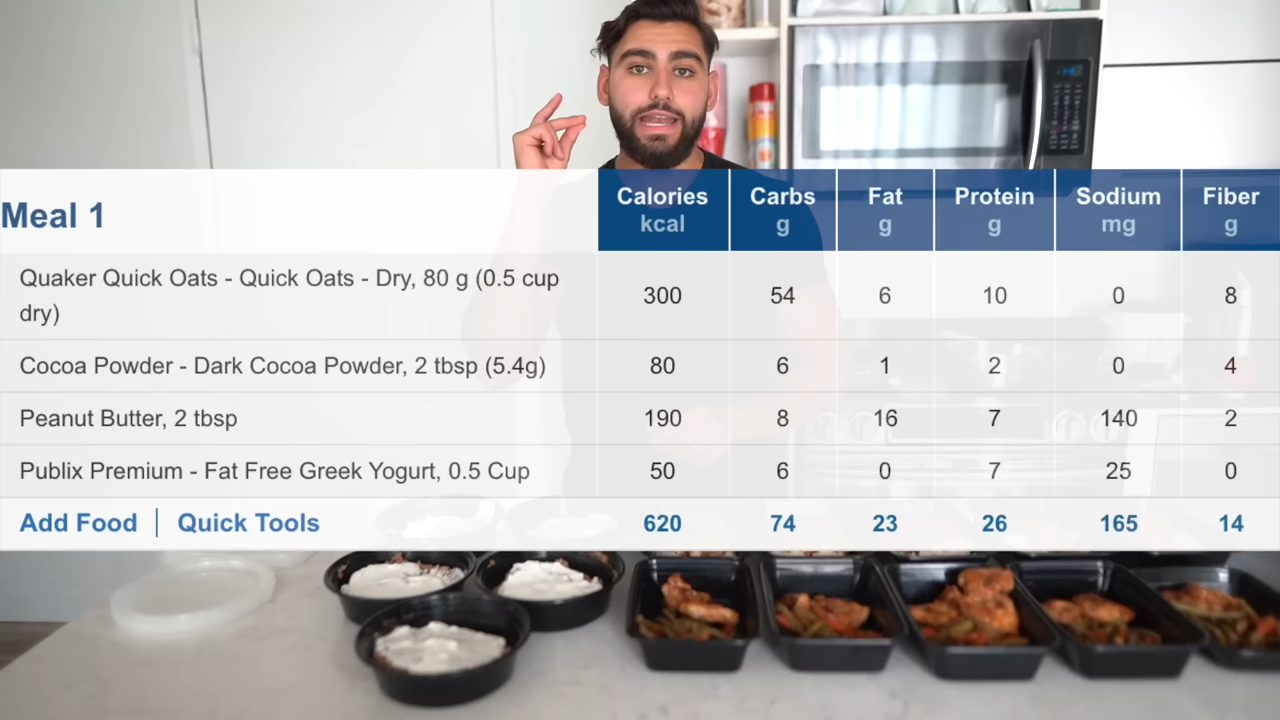 Meal 1 Calories Carbs Fat Protein Sodium Fiber
kcal g g g mg g
Quaker Quick Oats - Quick Oats - Dry, 80 g (0.5 cup
dry) 300 54 6 10 0 8
Cocoa Powder - Dark Cocoa Powder, 2 tbsp (5.4g) 80 6 1 2 0 4
Peanut Butter, 2 tbsp 190 8 16 7 140 2
Publix Premium - Fat Free Greek Yogurt, 0.5 Cup 50 6 0 7 25 0
Add Food | Quick Tools 620 74 23 26 165 14